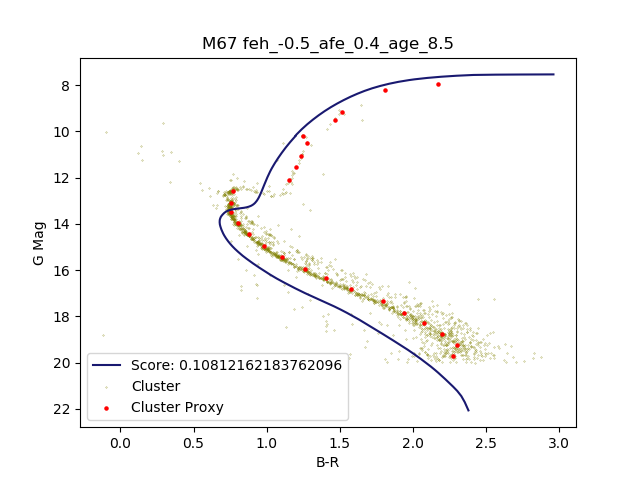 M67 feh_-0.5_afe_0.4_age_8.5
G Mag
8
10
12
14
16
18
20
22
Score: 0.10812162183762096
Cluster
Cluster Proxy
0.0 0.5 1.0 1.5 2.0 2.5 3.0
B-R